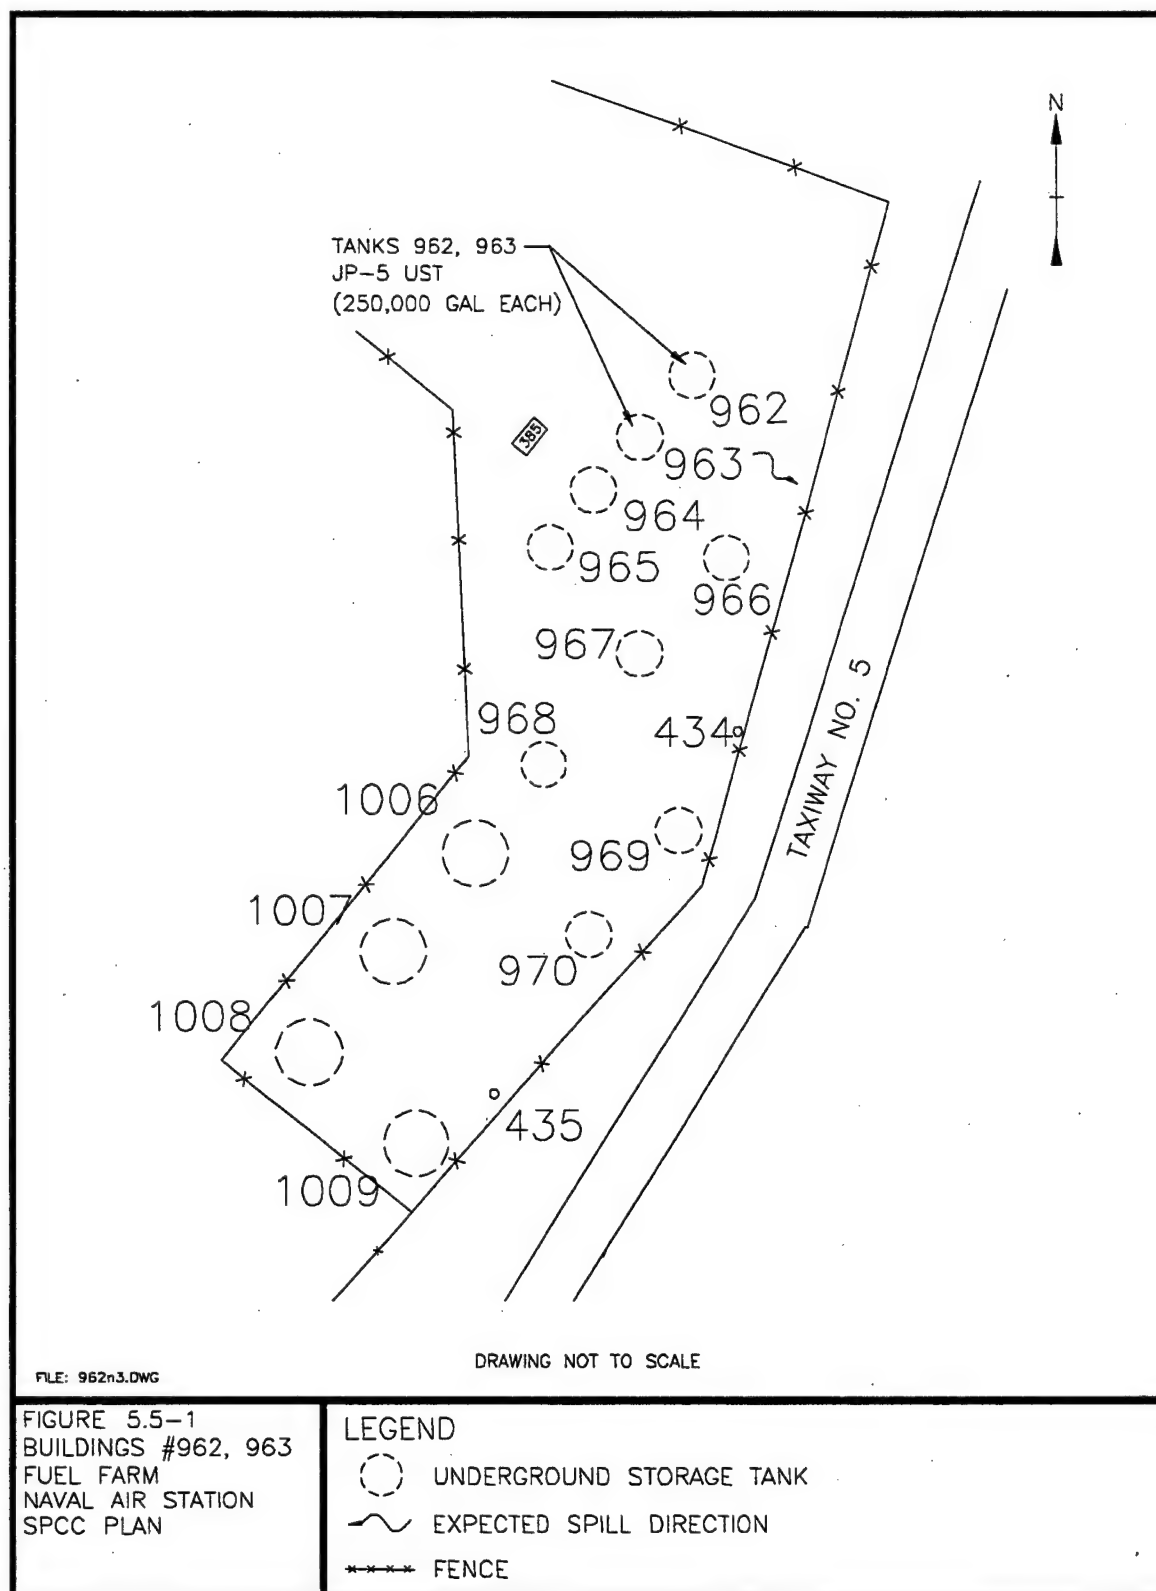 N
TANKS 962, 963
JP-5 UST
(250,000 GAL EACH)
962
385
963
964
965
966
967
968
434
1006
TAXIWAY NO. 5
969
1007
970
1008
435
1009
DRAWING NOT TO SCALE
FILE: 962n3.DWG
FIGURE 5.5-1
BUILDINGS #962, 963
FUEL FARM
NAVAL AIR STATION
SPCC PLAN
LEGEND
UNDERGROUND STORAGE TANK
EXPECTED SPILL DIRECTION
FENCE